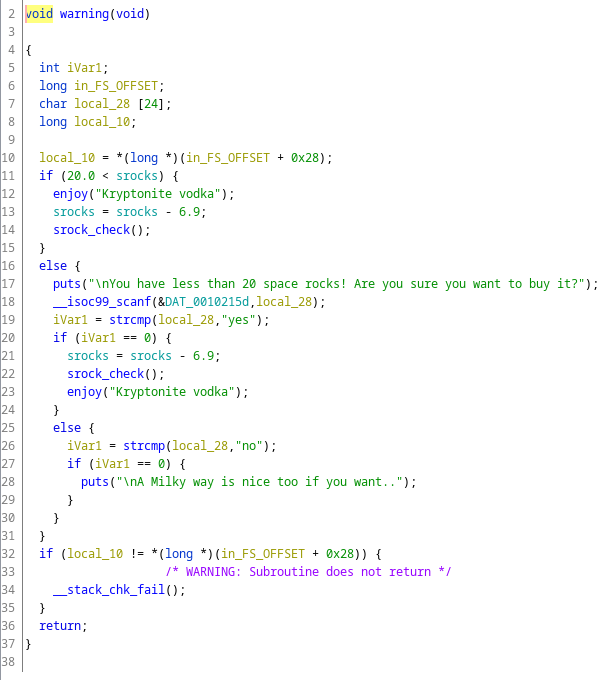 2 void warning(void)
3
4 {
5 int iVar1;
6 long in_FS_OFFSET;
7 char local_28 [24];
8 long local_10;
9
10 local_10 = *(long *)(in_FS_OFFSET + 0x28);
11 if (20.0 < srocks) {
12 enjoy("Kryptonite vodka");
13 srocks = srocks - 6.9;
14 srock_check();
15 }
16 else {
17 puts("\nYou have less than 20 space rocks! Are you sure you want to buy it?");
18 __isoc99_scanf(&DAT_0010215d,local_28);
19 iVar1 = strcmp(local_28,"yes");
20 if (iVar1 == 0) {
21 srocks = srocks - 6.9;
22 srock_check();
23 enjoy("Kryptonite vodka");
24 }
25 else {
26 iVar1 = strcmp(local_28,"no");
27 if (iVar1 == 0) {
28 puts("\nA Milky way is nice too if you want..");
29 }
30 }
31 }
32 if (local_10 != *(long *)(in_FS_OFFSET + 0x28)) {
33 /* WARNING: Subroutine does not return */
34 __stack_chk_fail();
35 }
36 return;
37 }
38